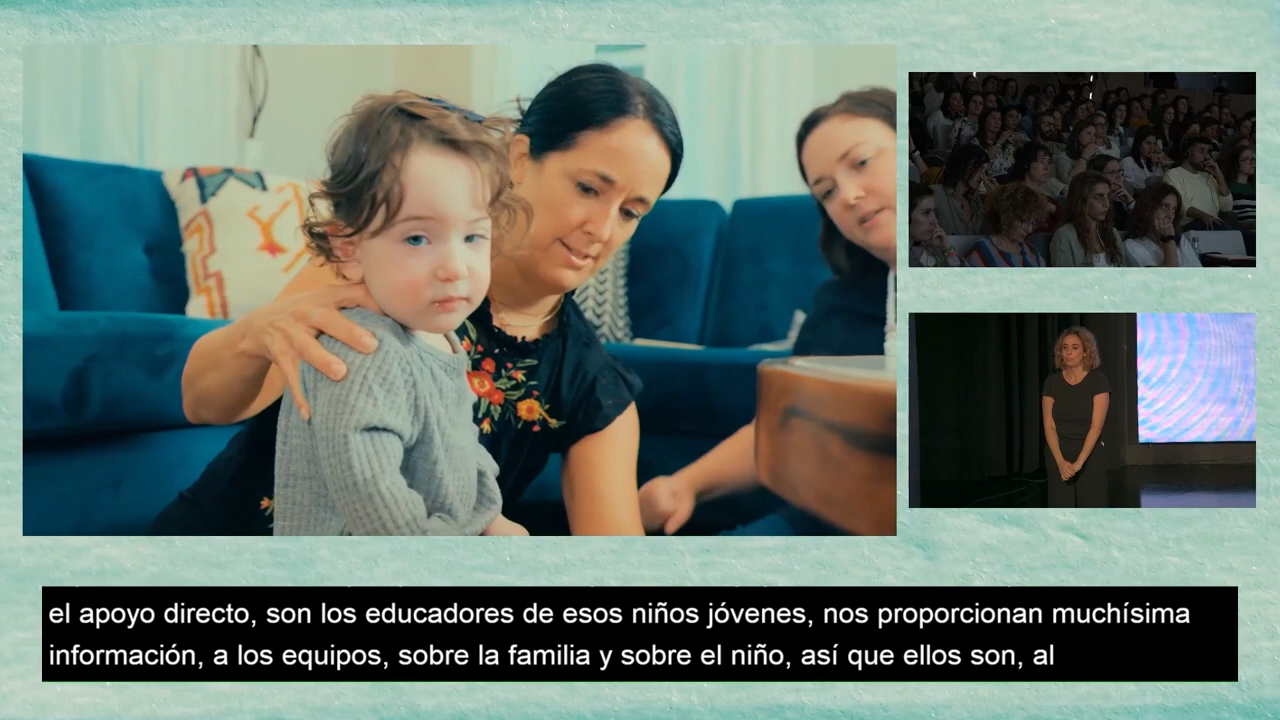 el apoyo directo, son los educadores de esos niños jóvenes, nos proporcionan muchísima
información, a los equipos, sobre la familia y sobre el niño, así que ellos son, al